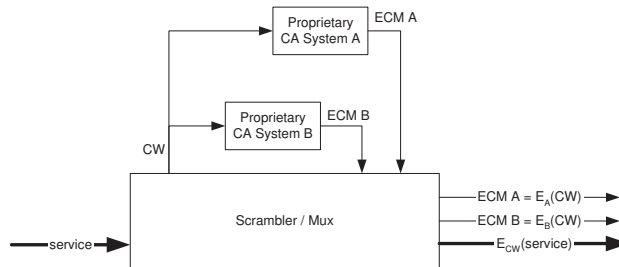 Proprietary
CA System A
ECM A
Proprietary
CA System B
ECM B
CW
Scrambler / Mux
service
ECM A = E_A(CW)
ECM B = E_B(CW)
E_CW(service)